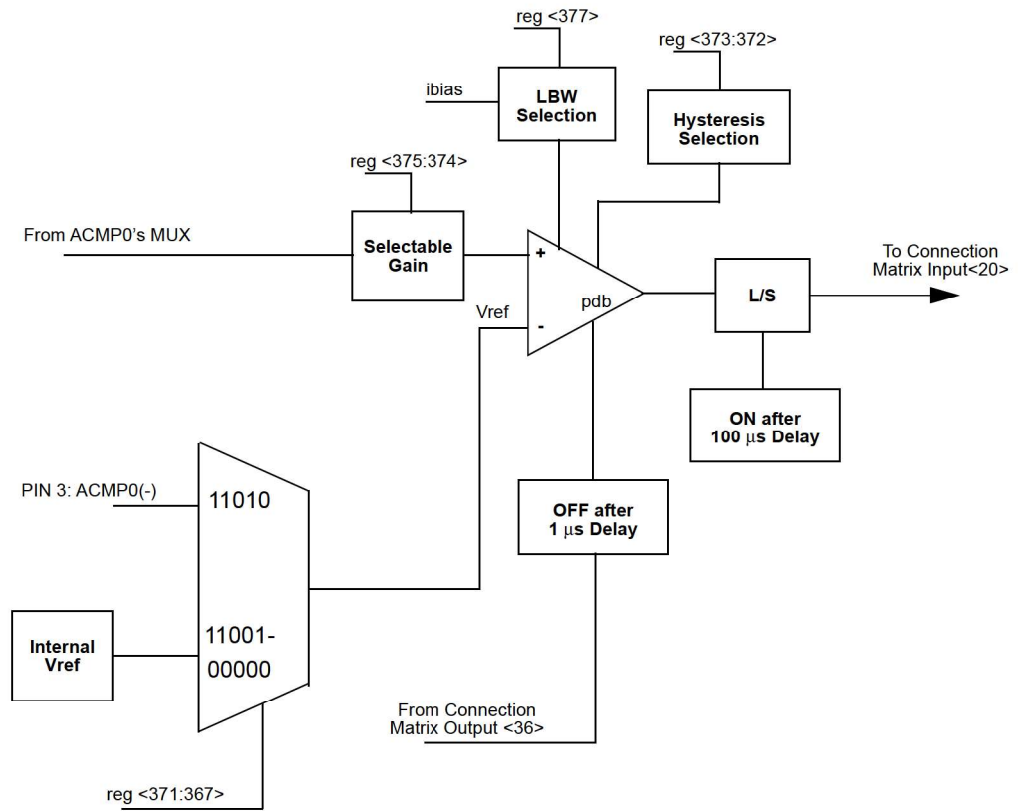 reg <377>
reg <373:372>
ibias
LBW
Selection
Hysteresis
Selection
reg <375:374>
From ACMP0's MUX
Selectable
Gain
+
To Connection
Matrix Input<20>
L/S
pdb
Vref
-
ON after
100 μs Delay
PIN 3: ACMP0(-)
11010
OFF after
1 μs Delay
Internal
Vref
11001-
00000
From Connection
Matrix Output <36>
reg <371:367>